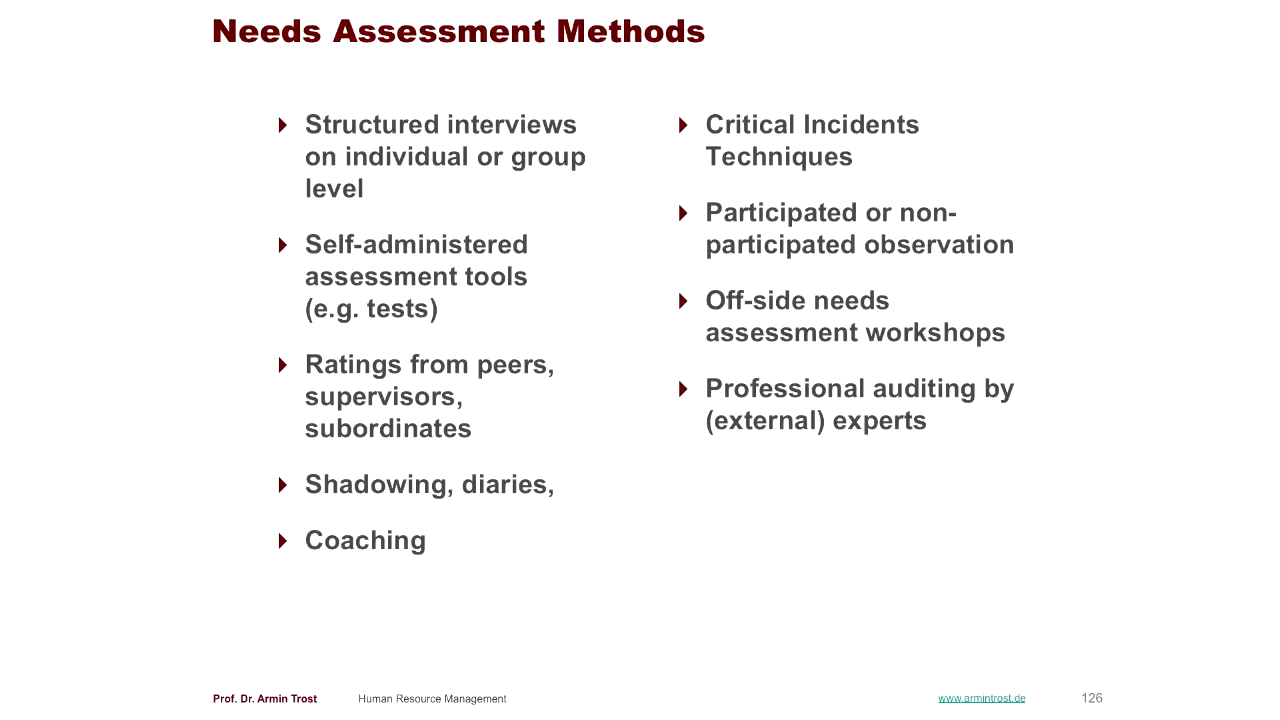 Needs Assessment Methods
Structured interviews
on individual or group
level
Self-administered
assessment tools
(e.g. tests)
Ratings from peers,
supervisors,
subordinates
Shadowing, diaries,
Coaching
Critical Incidents
Techniques
Participated or non-
participated observation
Off-side needs
assessment workshops
Professional auditing by
(external) experts
Prof. Dr. Armin Trost Human Resource Management www.armintrost.de 126